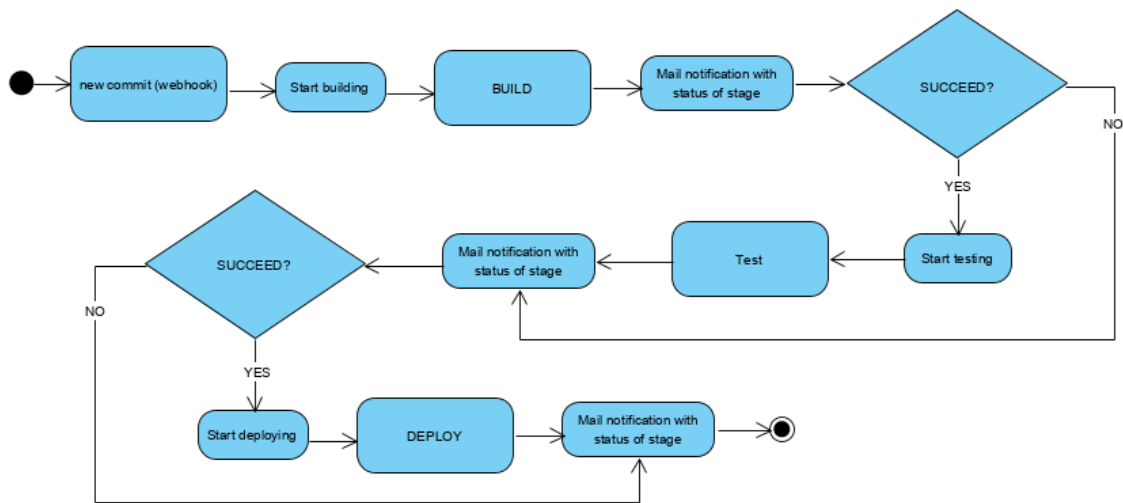 new commit (webhook)
Start building
BUILD
Mail notification with
status of stage
SUCCEED?
NO
YES
SUCCEED?
Mail notification with
status of stage
Test
Start testing
NO
YES
Start deploying
DEPLOY
Mail notification with
status of stage